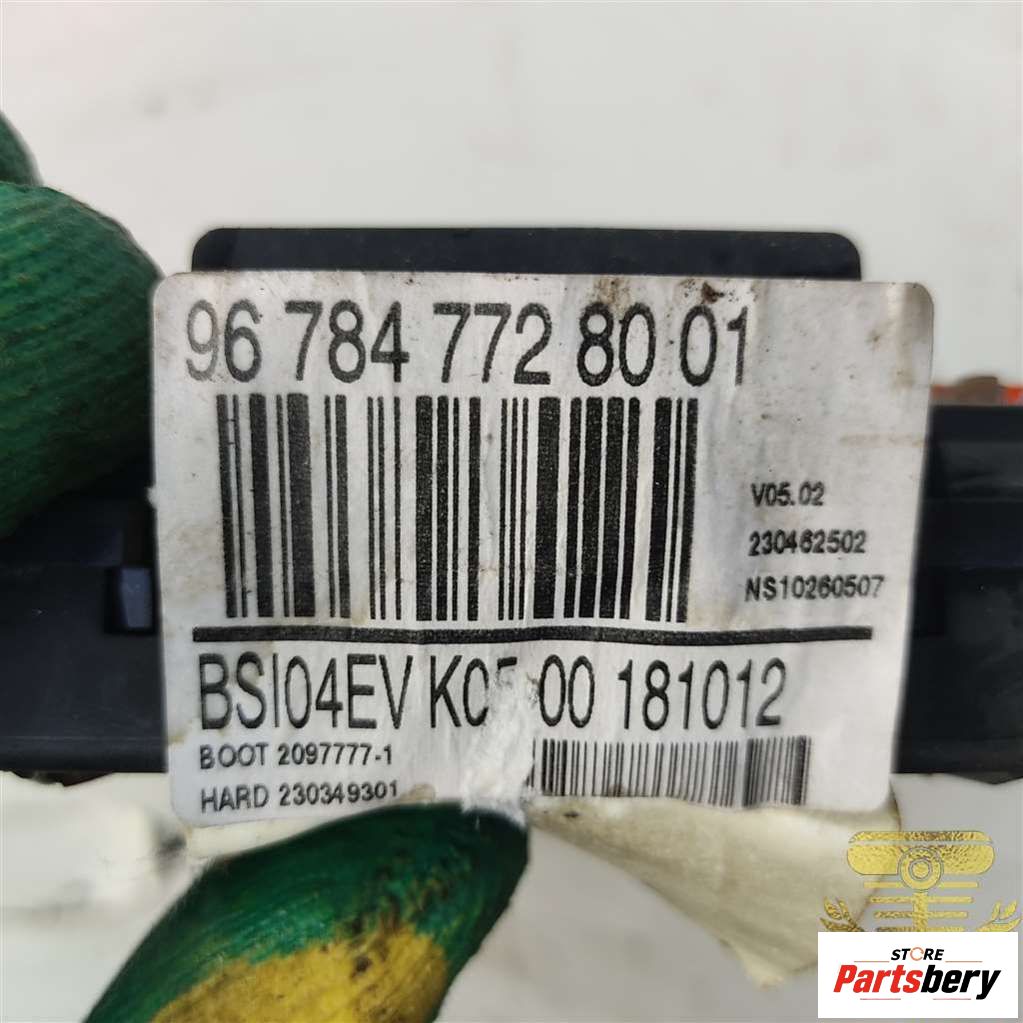 96 784 772 80 01
V05.02
230462502
NS10260507
BSI04EV 00 181012
BOOT 2097777-1
HARD 230349301
STORE
Partsbery